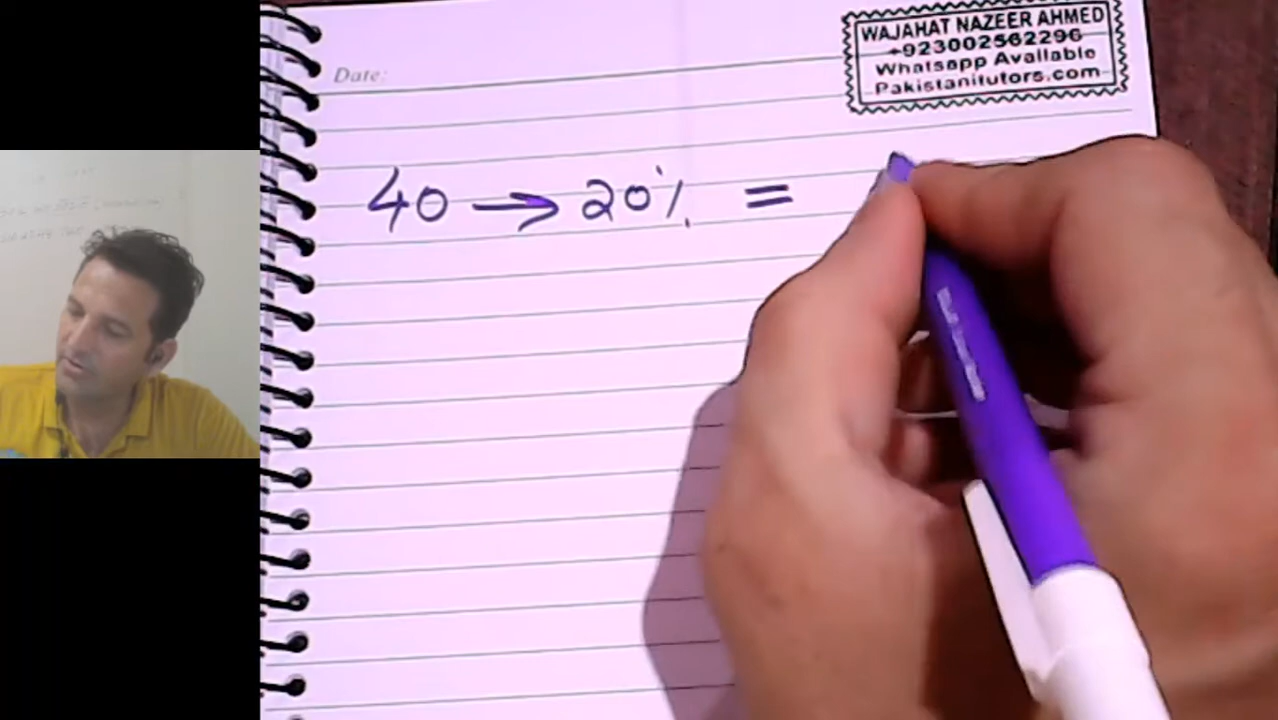 WAJAHAT NAZEER AHMED
+923002562296
Whatsapp Available
Pakistanitutors.com
Date:
40 → 20% =